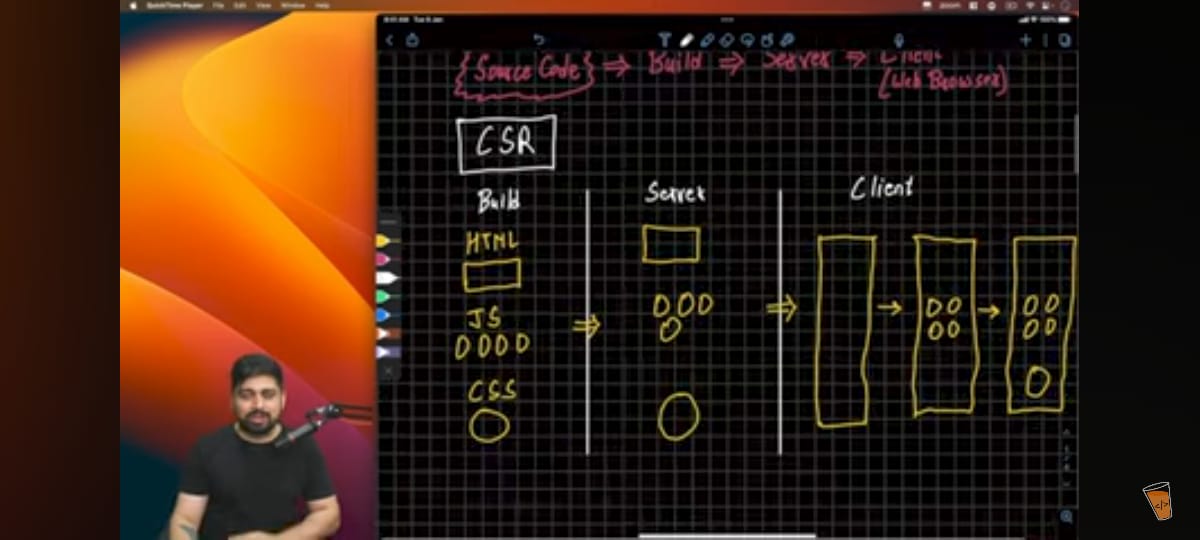 QuickTime Player File Edit View Window Help
{Source Code} ⇒ Build ⇒ Server ⇒ Client
(Web Browser)
CSR
Build
Server
Client
HTML
JS
CSS